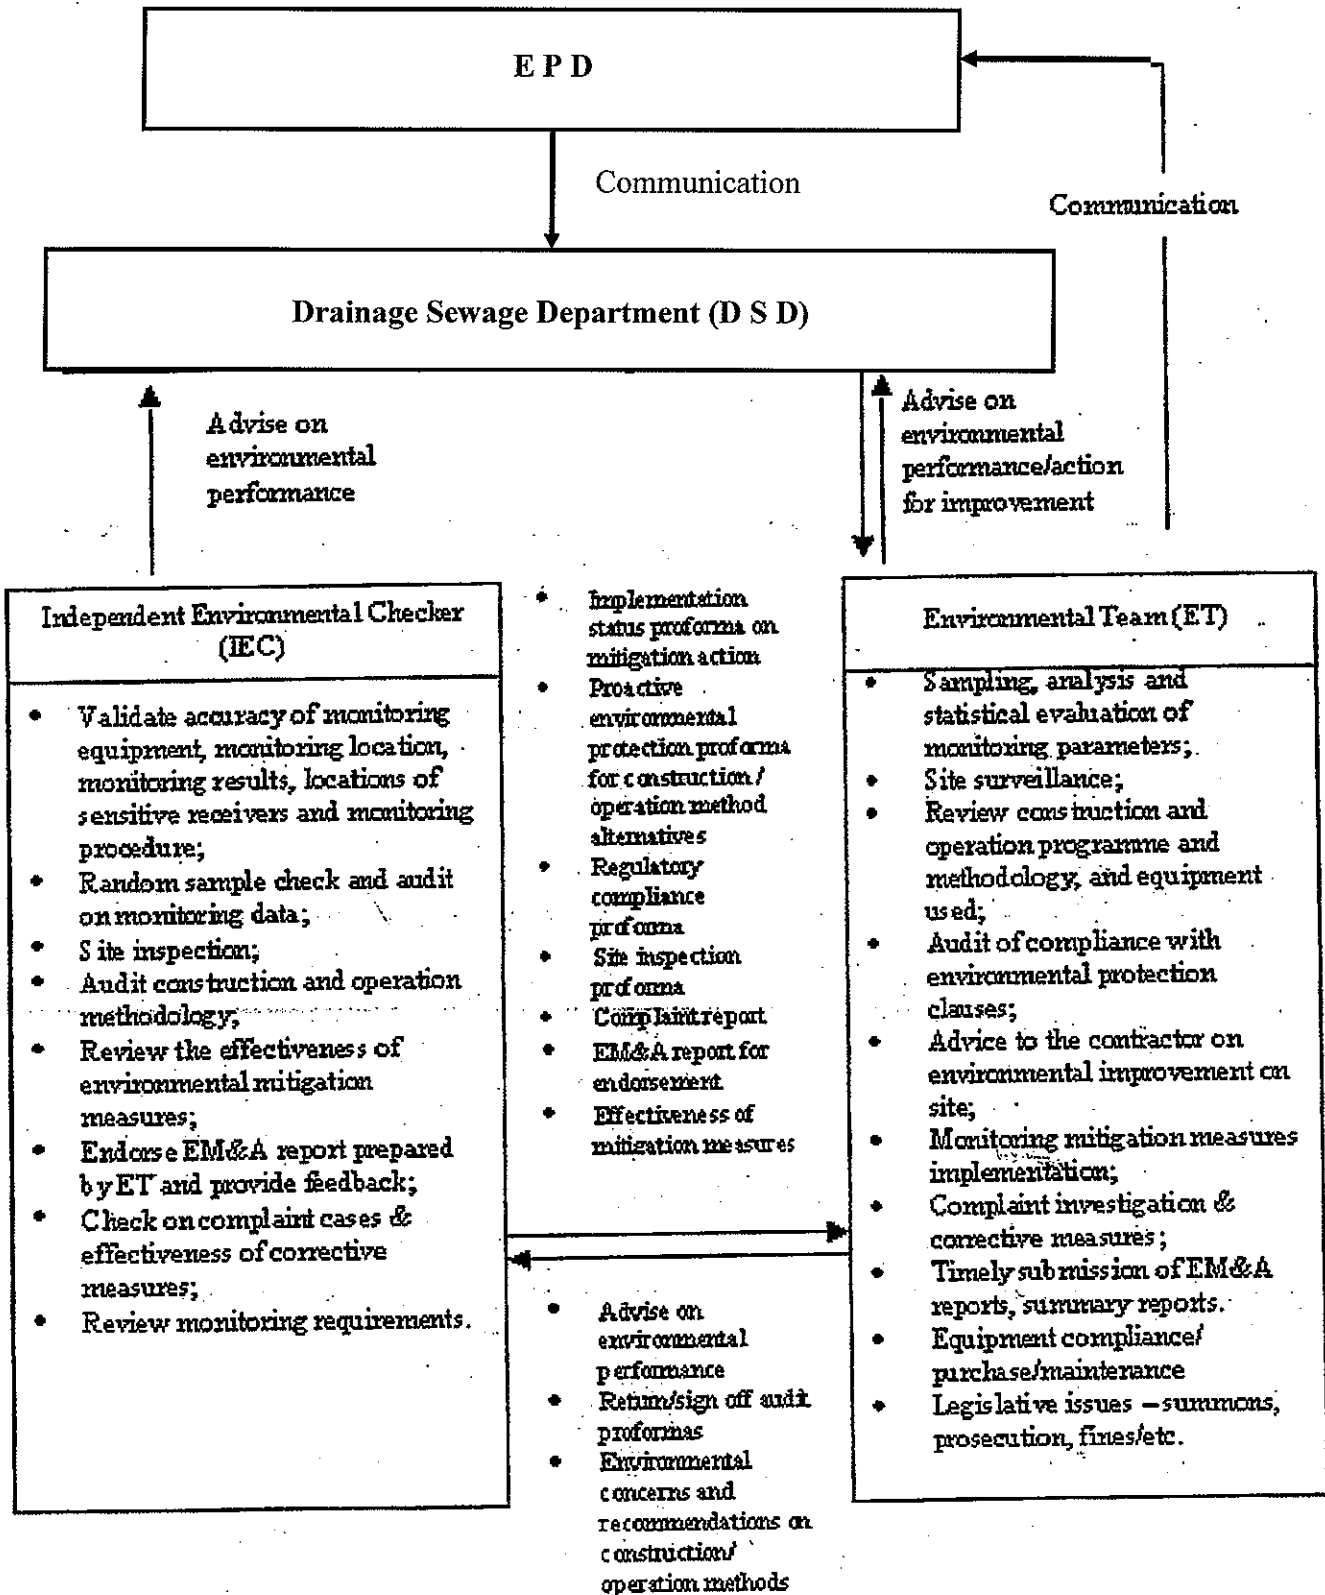 E P D
Communication
Communication
Drainage Sewage Department (D S D)
Advise on
environmental
performance
Advise on
environmental
performance/action
for improvement
Independent Environmental Checker
(IEC)
• Validate accuracy of monitoring
equipment, monitoring location,
monitoring results, locations of
sensitive receivers and monitoring
procedure;
• Random sample check and audit
on monitoring data;
• Site inspection;
• Audit construction and operation
methodology;
• Review the effectiveness of
environmental mitigation
measures;
• Endorse EM&A report prepared
by ET and provide feedback;
• Check on complaint cases &
effectiveness of corrective
measures;
• Review monitoring requirements.
• Implementation
status proforma on
mitigation action
• Proactive
environmental
protection proforma
for construction/
operation method
alternatives
• Regulatory
compliance
proforma
• Site inspection
proforma
• Complaint report
• EM&A report for
endorsement
• Effectiveness of
mitigation measures
• Advise on
environmental
performance
• Return/sign off audit
proformas
• Environmental
concerns and
recommendations on
construction/
operation methods
Environmental Team (ET)
• Sampling, analysis and
statistical evaluation of
monitoring parameters;
• Site surveillance;
• Review construction and
operation programme and
methodology, and equipment
used;
• Audit of compliance with
environmental protection
clauses;
• Advice to the contractor on
environmental improvement on
site;
• Monitoring mitigation measures
implementation;
• Complaint investigation &
corrective measures;
• Timely submission of EM&A
reports, summary reports.
• Equipment compliance/
purchase/maintenance
• Legislative issues – summons,
prosecution, fines/etc.